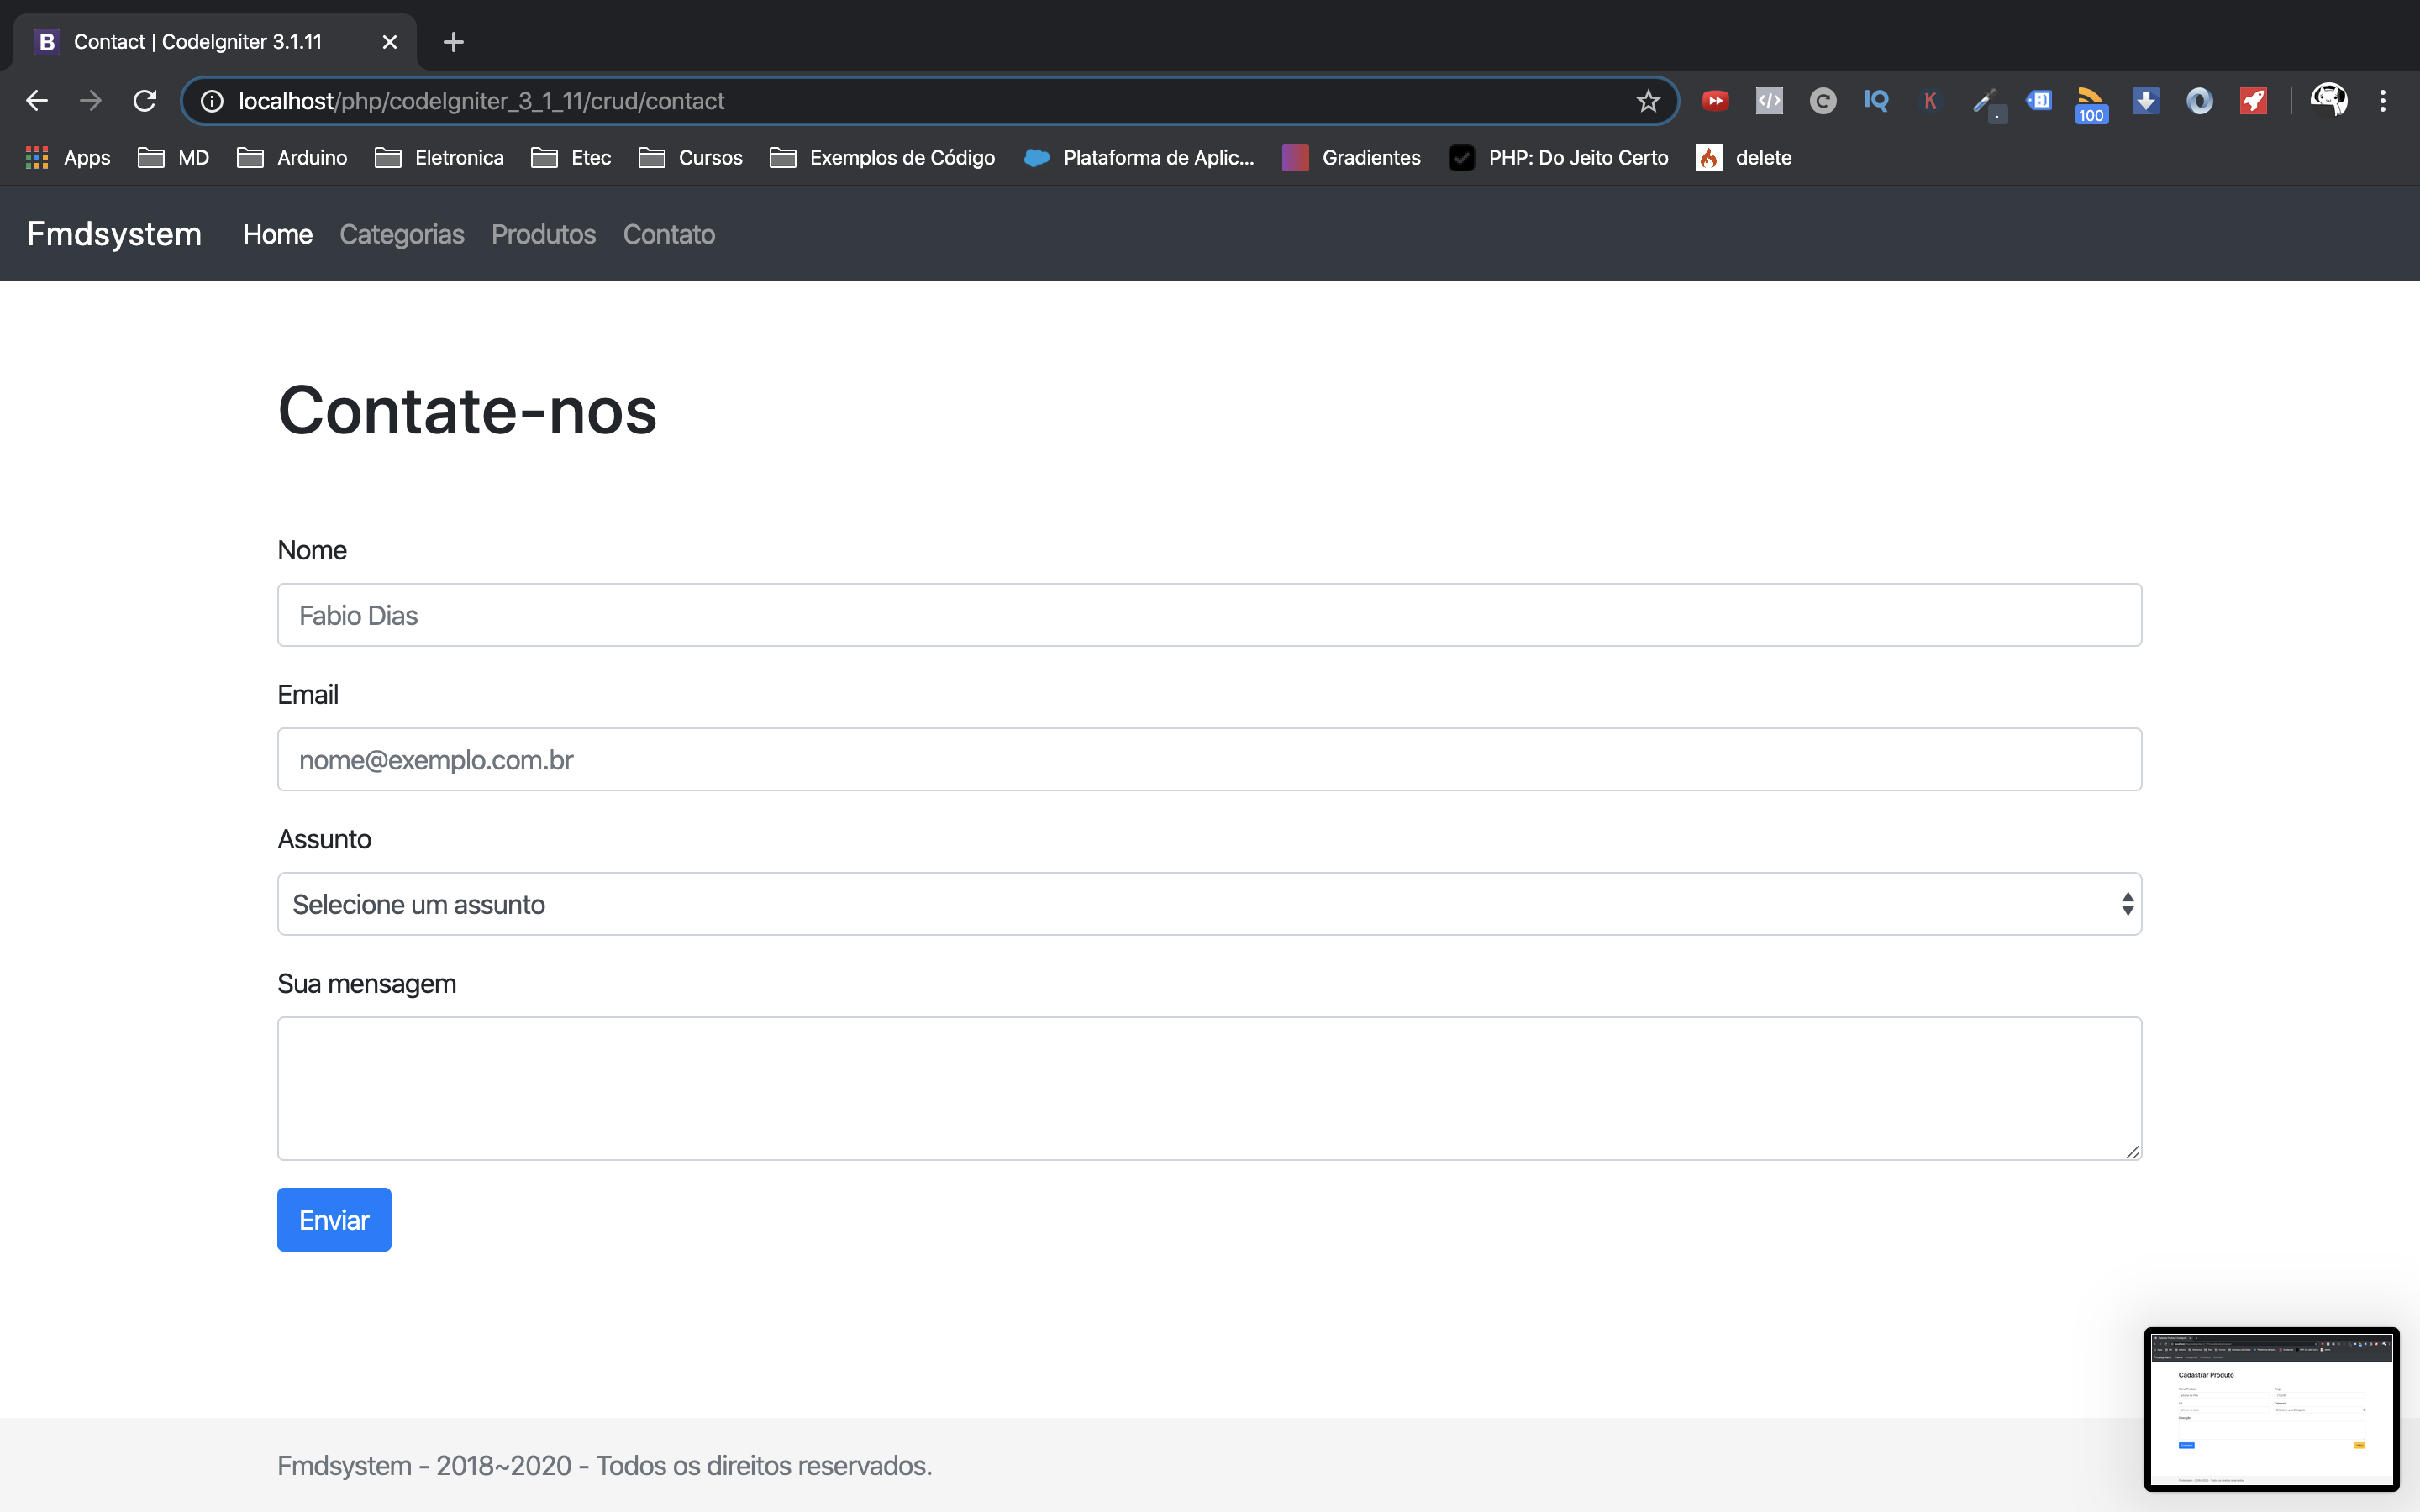 Contact | CodeIgniter 3.1.11
localhost/php/codeIgniter_3_1_11/crud/contact
IQ
K
100
Apps MD Arduino Eletronica Etec Cursos Exemplos de Código Plataforma de Aplic... Gradientes PHP: Do Jeito Certo delete
Fmdsystem Home Categorias Produtos Contato
Contate-nos
Nome
Fabio Dias
Email
nome@exemplo.com.br
Assunto
Selecione um assunto
Sua mensagem
Enviar
Cadastrar Produto
Fmdsystem - 2018~2020 - Todos os direitos reservados.